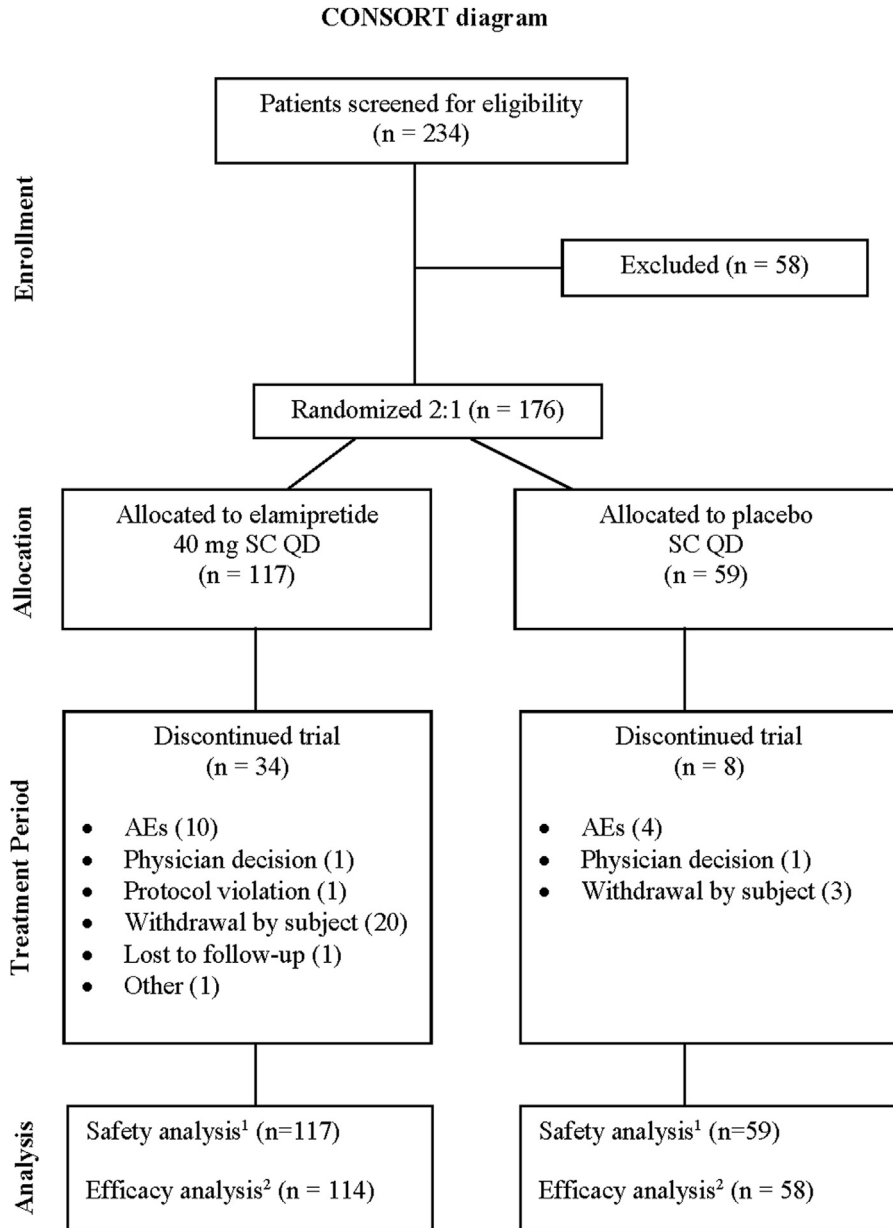 CONSORT diagram
Enrollment
Patients screened for eligibility
(n = 234)
Excluded (n = 58)
Randomized 2:1 (n = 176)
Allocation
Allocated to elamipretide
40 mg SC QD
(n = 117)
Allocated to placebo
SC QD
(n = 59)
Treatment Period
Discontinued trial
(n = 34)
• AEs (10)
• Physician decision (1)
• Protocol violation (1)
• Withdrawal by subject (20)
• Lost to follow-up (1)
• Other (1)
Discontinued trial
(n = 8)
• AEs (4)
• Physician decision (1)
• Withdrawal by subject (3)
Analysis
Safety analysis¹ (n=117)
Efficacy analysis² (n = 114)
Safety analysis¹ (n=59)
Efficacy analysis² (n = 58)